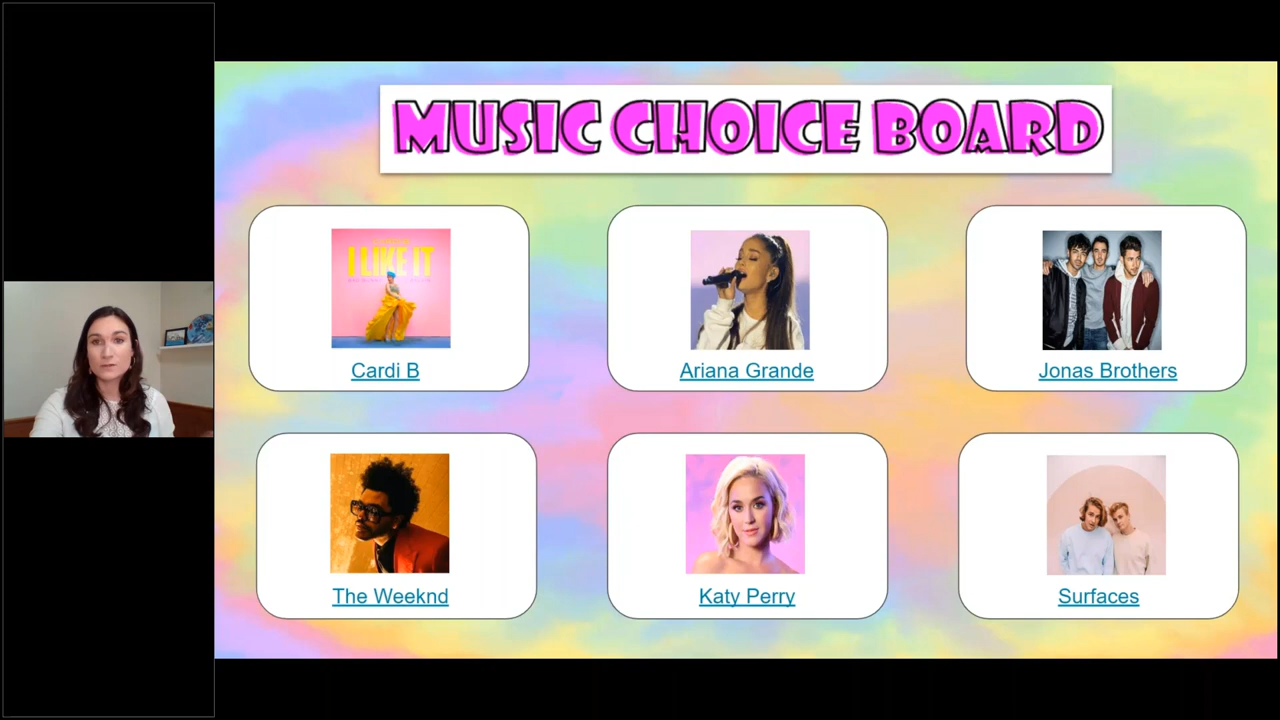 MUSIC CHOICE BOARD
I LIKE IT
Cardi B
Ariana Grande
Jonas Brothers
The Weeknd
Katy Perry
Surfaces